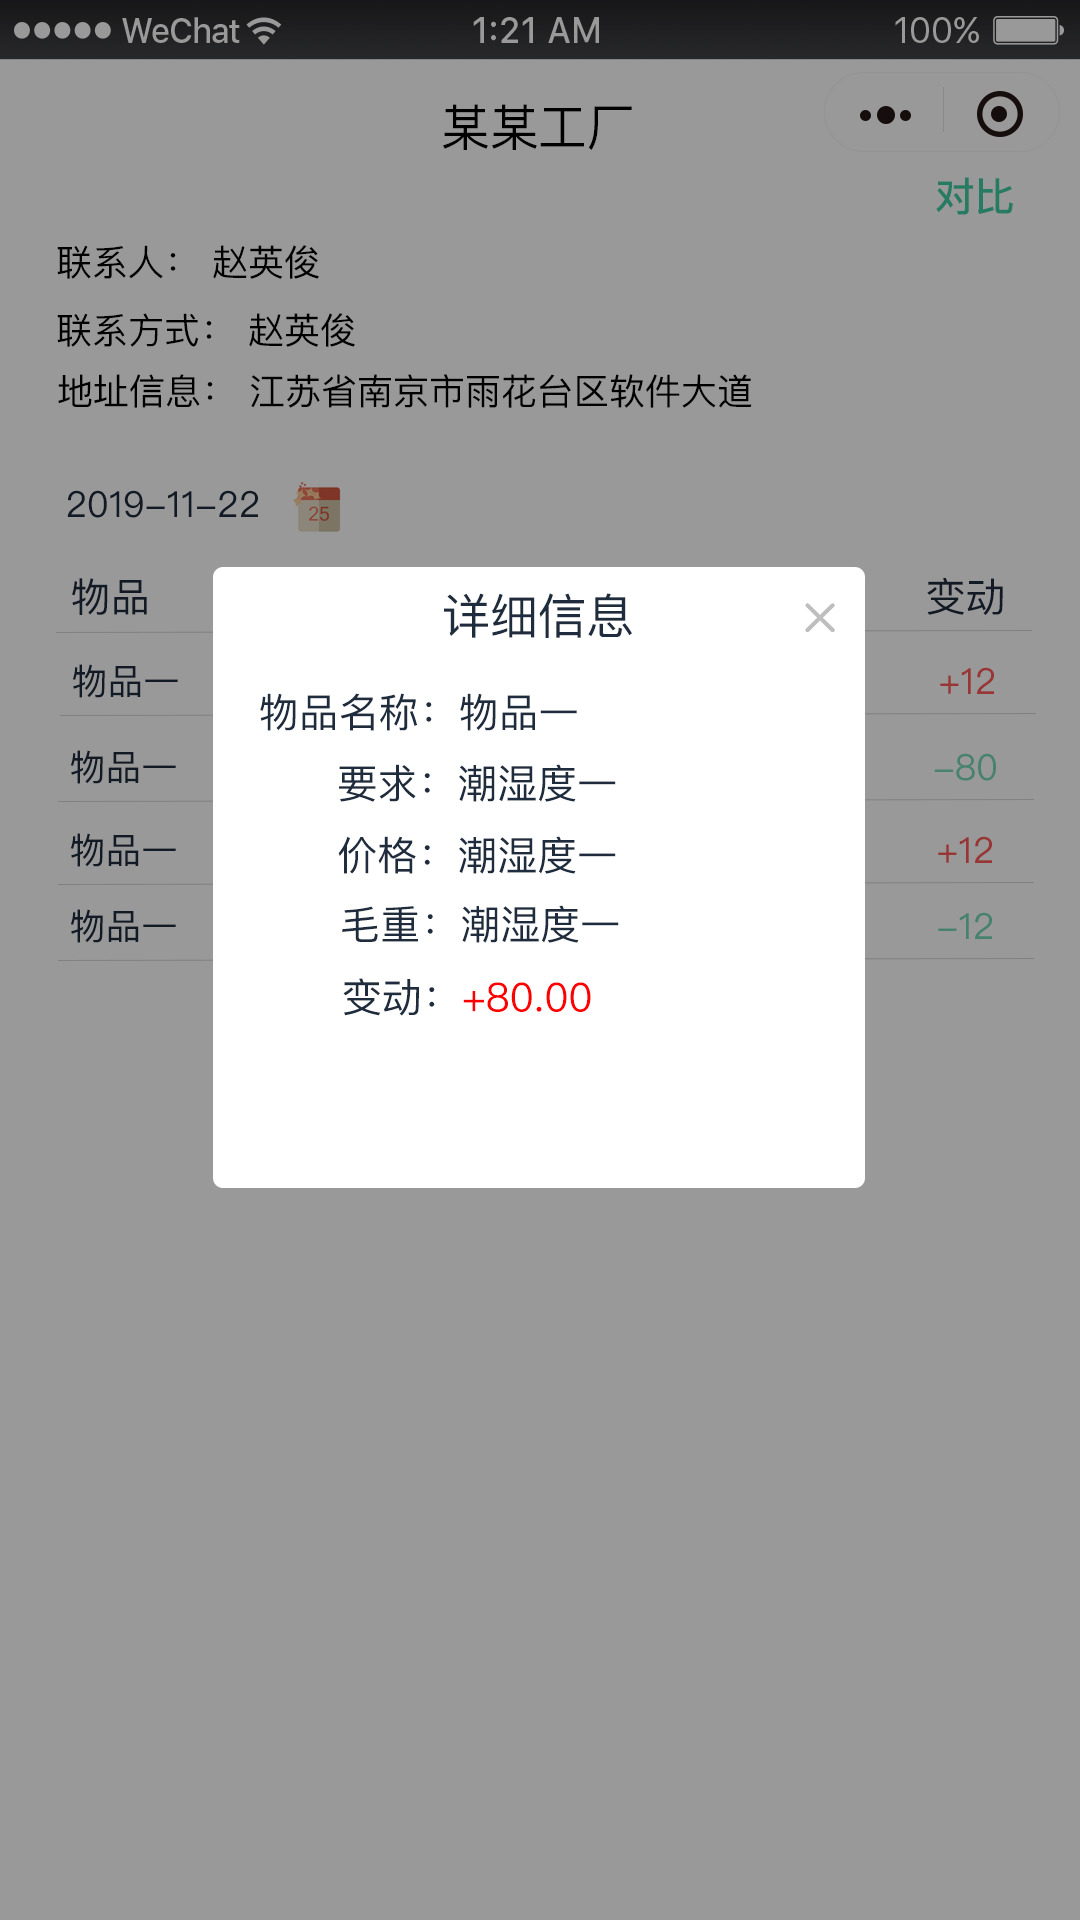 WeChat 1:21 AM 100%
某某工厂
对比
联系人： 赵英俊
联系方式： 赵英俊
地址信息： 江苏省南京市雨花台区软件大道
2019-11-22 25
物品 变动
详细信息
物品一 +12
物品名称：物品一
物品一 -80
要求：潮湿度一
物品一 +12
价格：潮湿度一
物品一 -12
毛重：潮湿度一
变动：+80.00